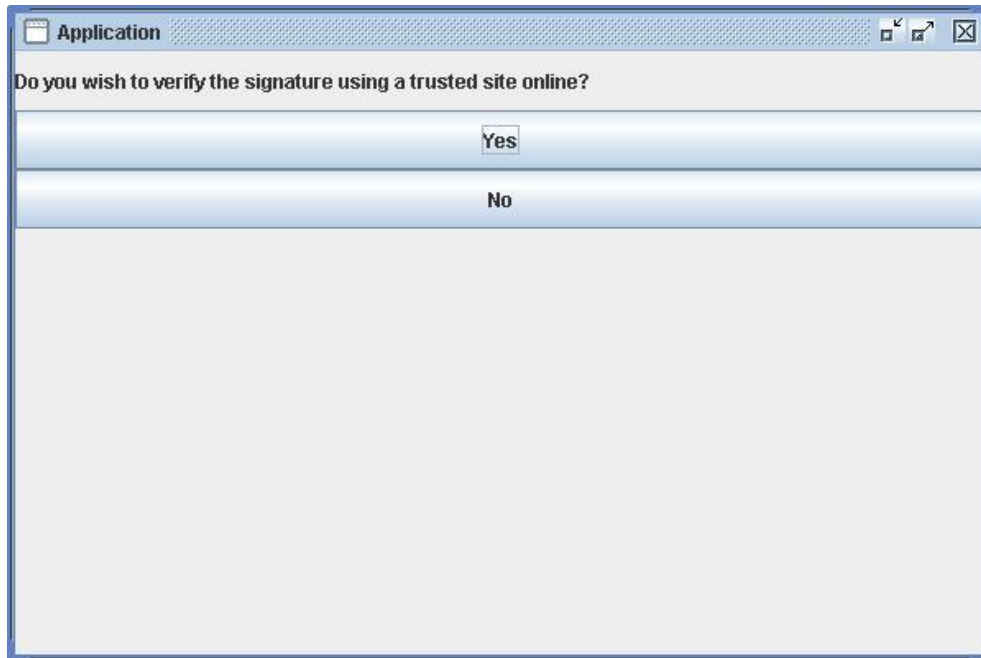 Application
Do you wish to verify the signature using a trusted site online?
Yes
No